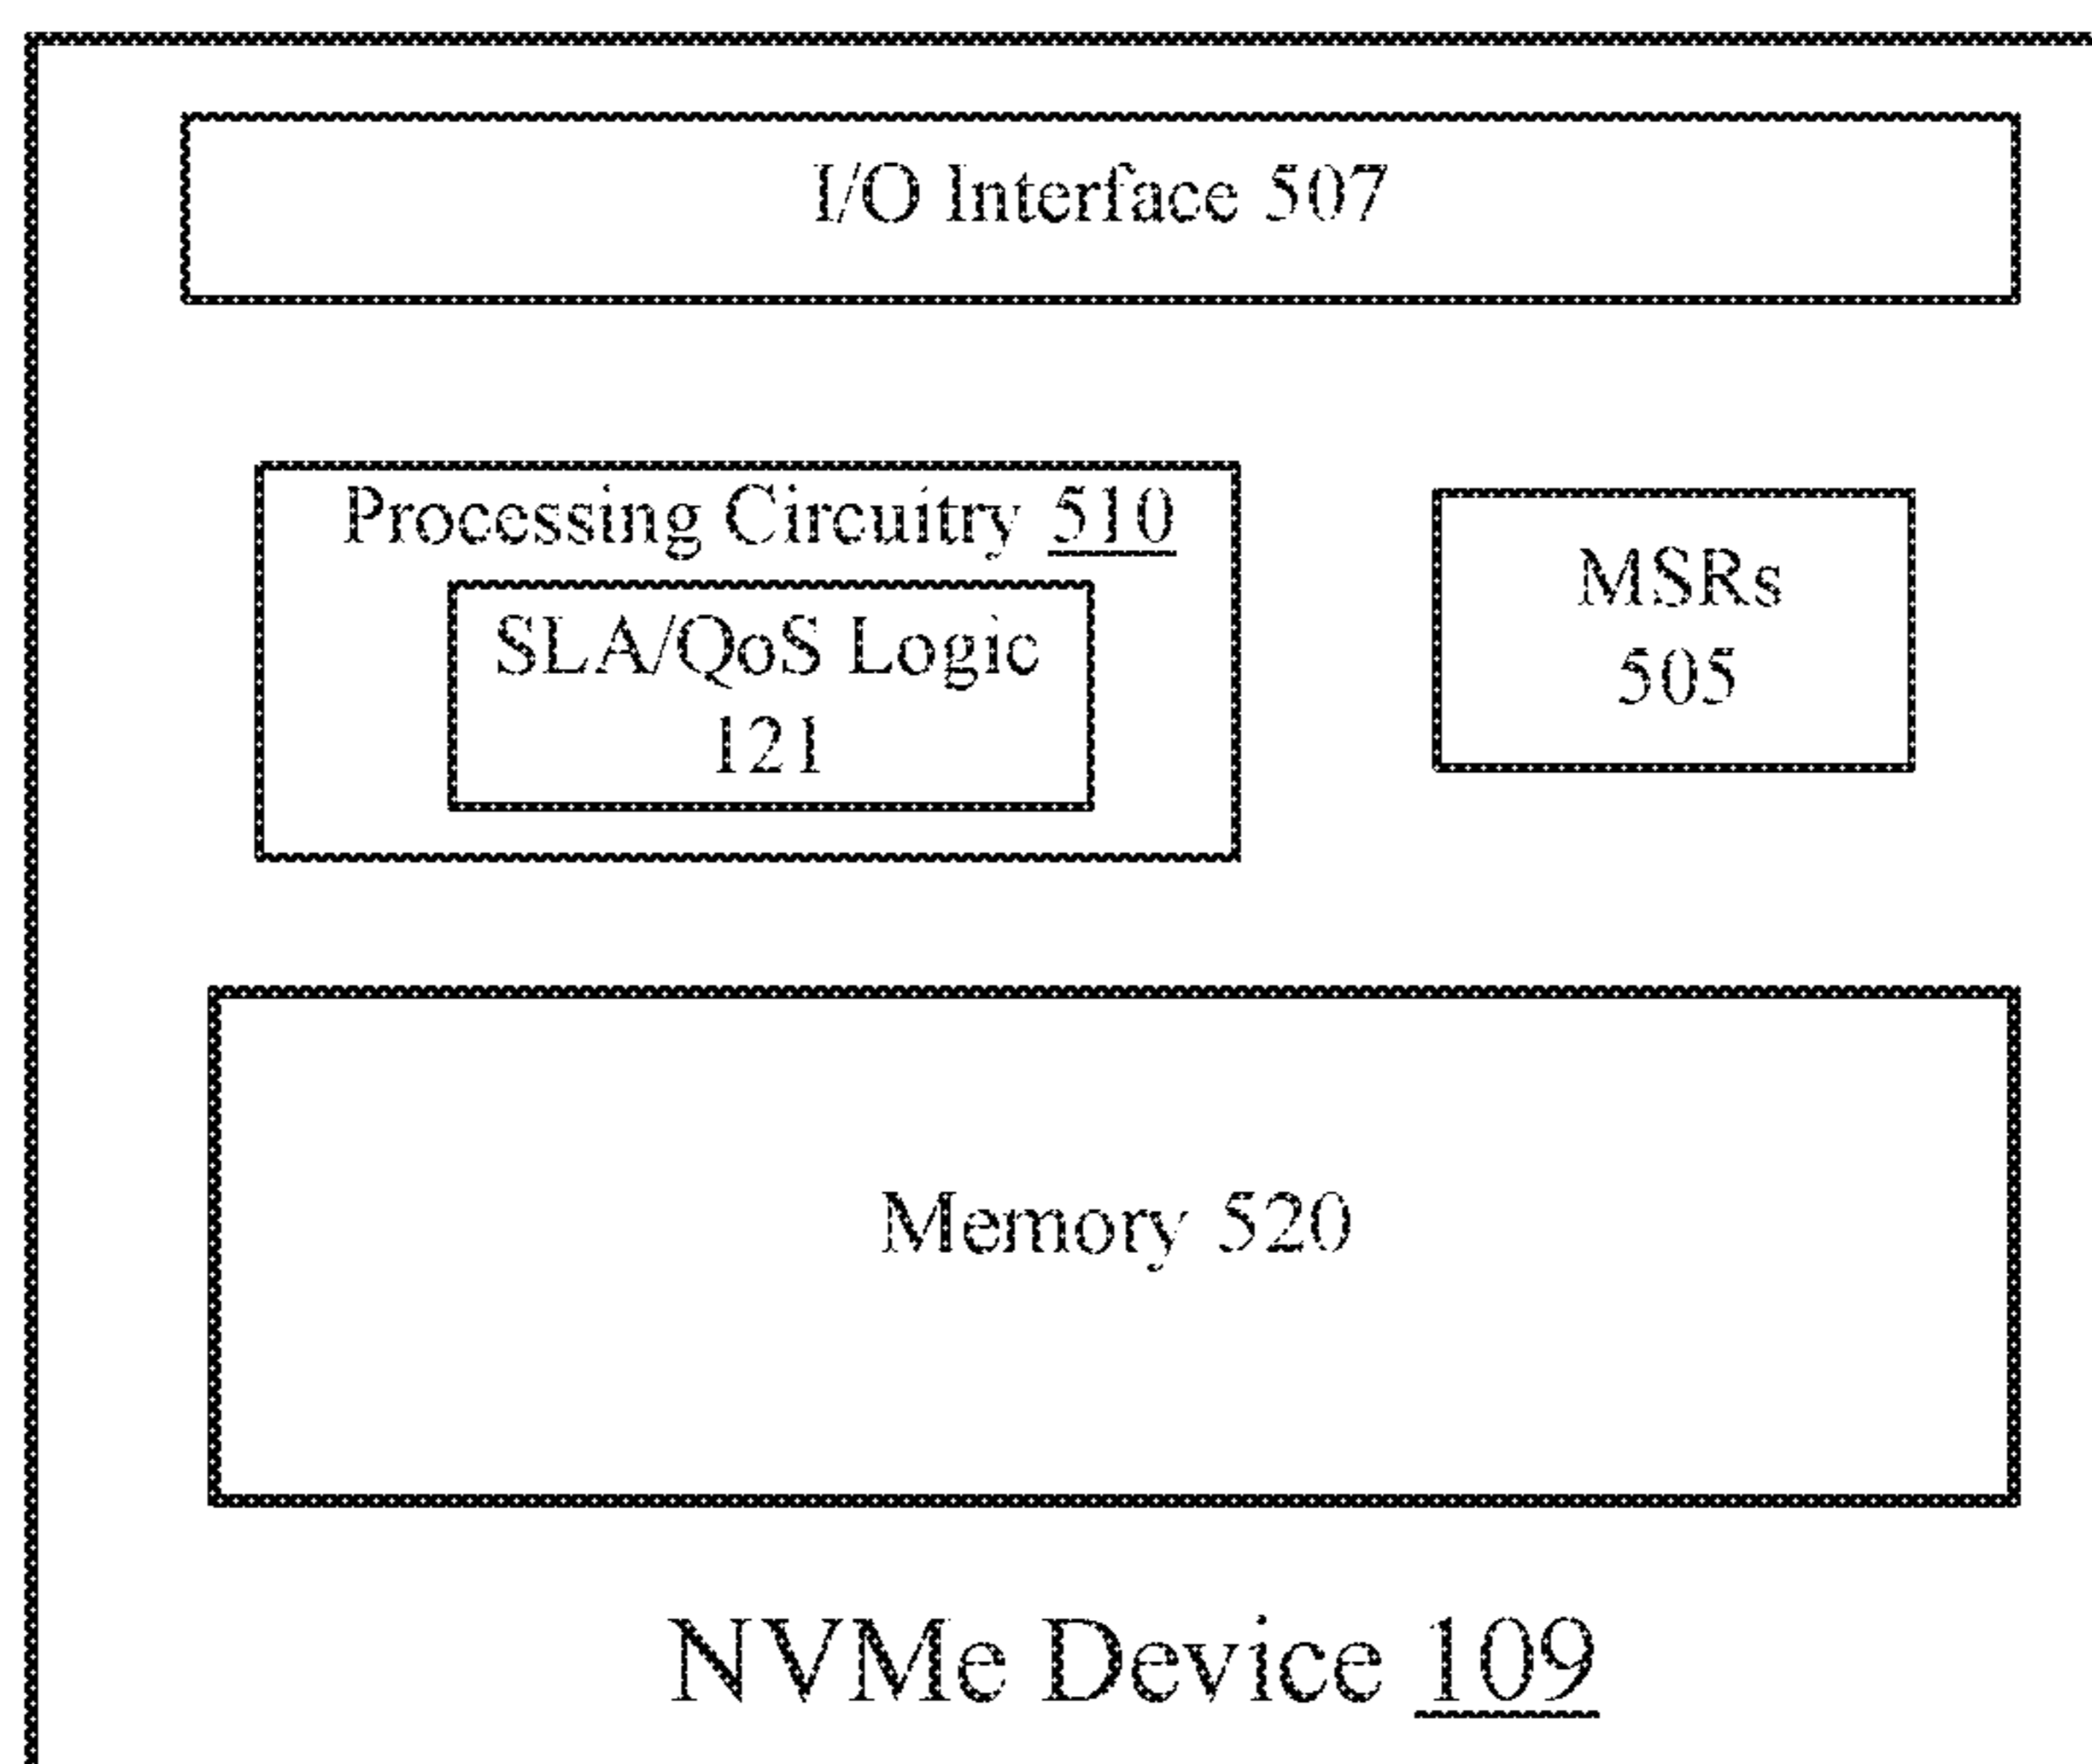 I/O Interface 507
Processing Circuitry 510
SLA/QoS Logic
121
MSRs
505
Memory 520
NVMe Device 109